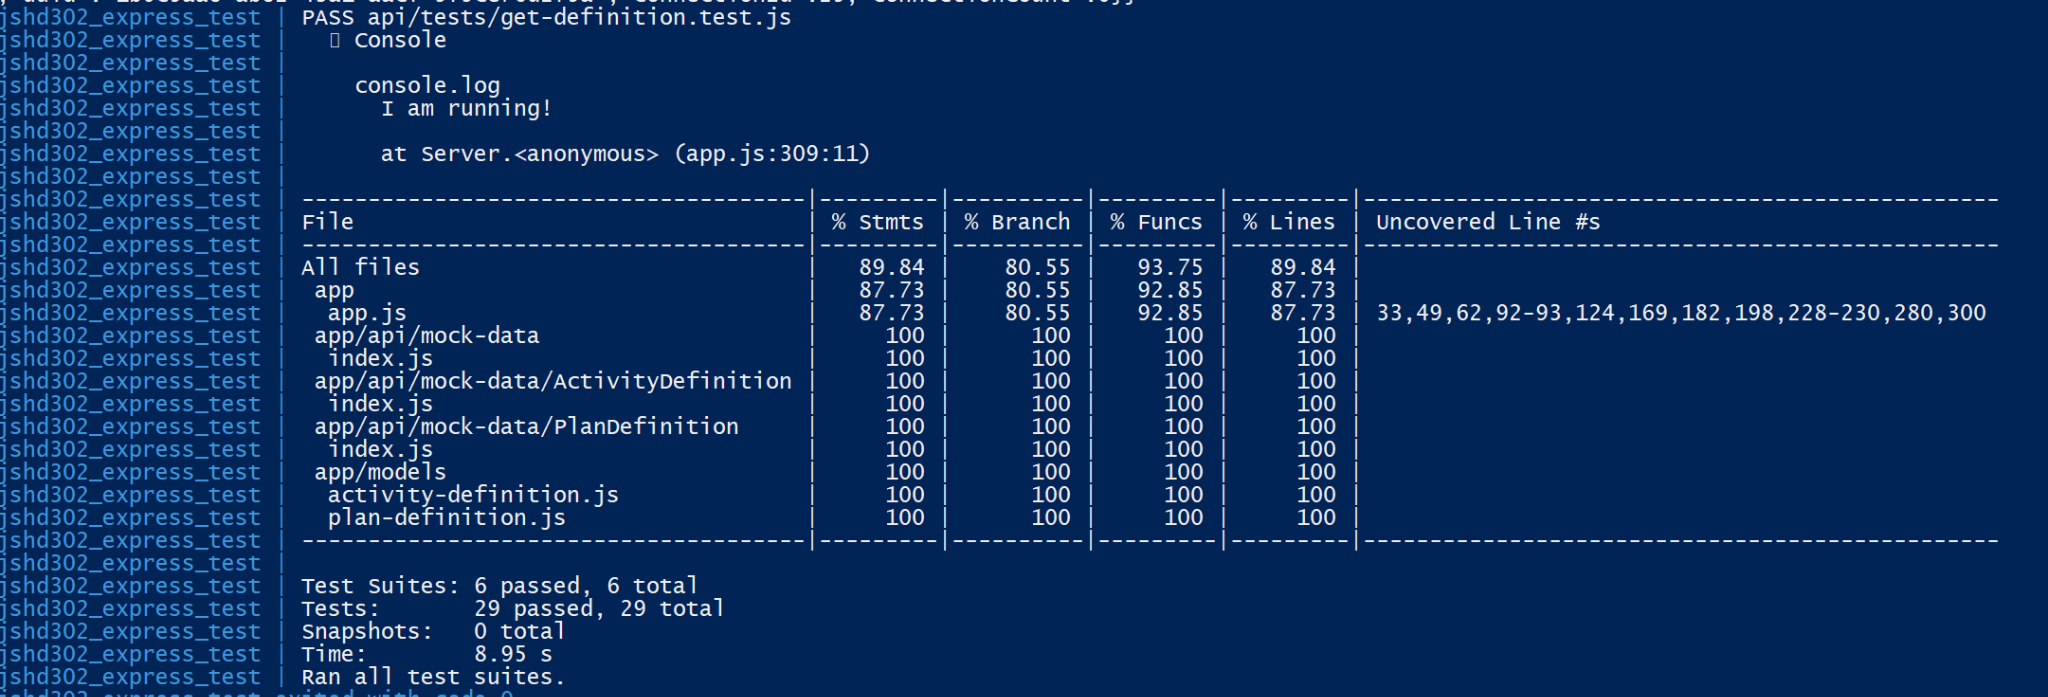 jshd302_express_test | PASS api/tests/get-definition.test.js
jshd302_express_test |   Console
jshd302_express_test |
jshd302_express_test |     console.log
jshd302_express_test |       I am running!
jshd302_express_test |
jshd302_express_test |       at Server.<anonymous> (app.js:309:11)
jshd302_express_test |
jshd302_express_test | --------------------------------------|---------|----------|---------|---------|------------------------------------------------
jshd302_express_test | File                                  | % Stmts | % Branch | % Funcs | % Lines | Uncovered Line #s
jshd302_express_test | --------------------------------------|---------|----------|---------|---------|------------------------------------------------
jshd302_express_test | All files                             |   89.84 |    80.55 |   93.75 |   89.84 |
jshd302_express_test |  app                                  |   87.73 |    80.55 |   92.85 |   87.73 |
jshd302_express_test |   app.js                              |   87.73 |    80.55 |   92.85 |   87.73 | 33,49,62,92-93,124,169,182,198,228-230,280,300
jshd302_express_test |  app/api/mock-data                    |     100 |      100 |     100 |     100 |
jshd302_express_test |   index.js                            |     100 |      100 |     100 |     100 |
jshd302_express_test |  app/api/mock-data/ActivityDefinition |     100 |      100 |     100 |     100 |
jshd302_express_test |   index.js                            |     100 |      100 |     100 |     100 |
jshd302_express_test |  app/api/mock-data/PlanDefinition     |     100 |      100 |     100 |     100 |
jshd302_express_test |   index.js                            |     100 |      100 |     100 |     100 |
jshd302_express_test |  app/models                           |     100 |      100 |     100 |     100 |
jshd302_express_test |   activity-definition.js              |     100 |      100 |     100 |     100 |
jshd302_express_test |   plan-definition.js                  |     100 |      100 |     100 |     100 |
jshd302_express_test | --------------------------------------|---------|----------|---------|---------|------------------------------------------------
jshd302_express_test |
jshd302_express_test | Test Suites: 6 passed, 6 total
jshd302_express_test | Tests:       29 passed, 29 total
jshd302_express_test | Snapshots:   0 total
jshd302_express_test | Time:        8.95 s
jshd302_express_test | Ran all test suites.
jshd302_express_test exited with code 0